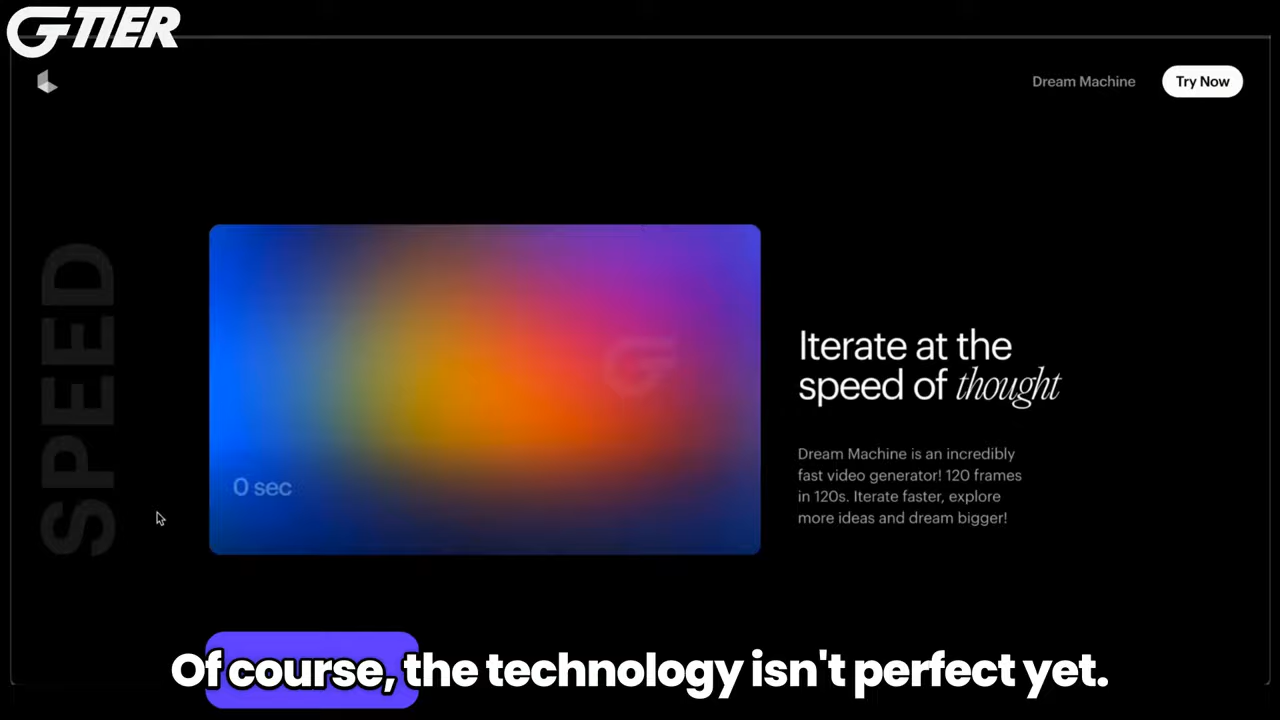 GTIER
Dream Machine
Try Now
SPEED
0 sec
Iterate at the
speed of thought
Dream Machine is an incredibly
fast video generator! 120 frames
in 120s. Iterate faster, explore
more ideas and dream bigger!
Of course, the technology isn't perfect yet.